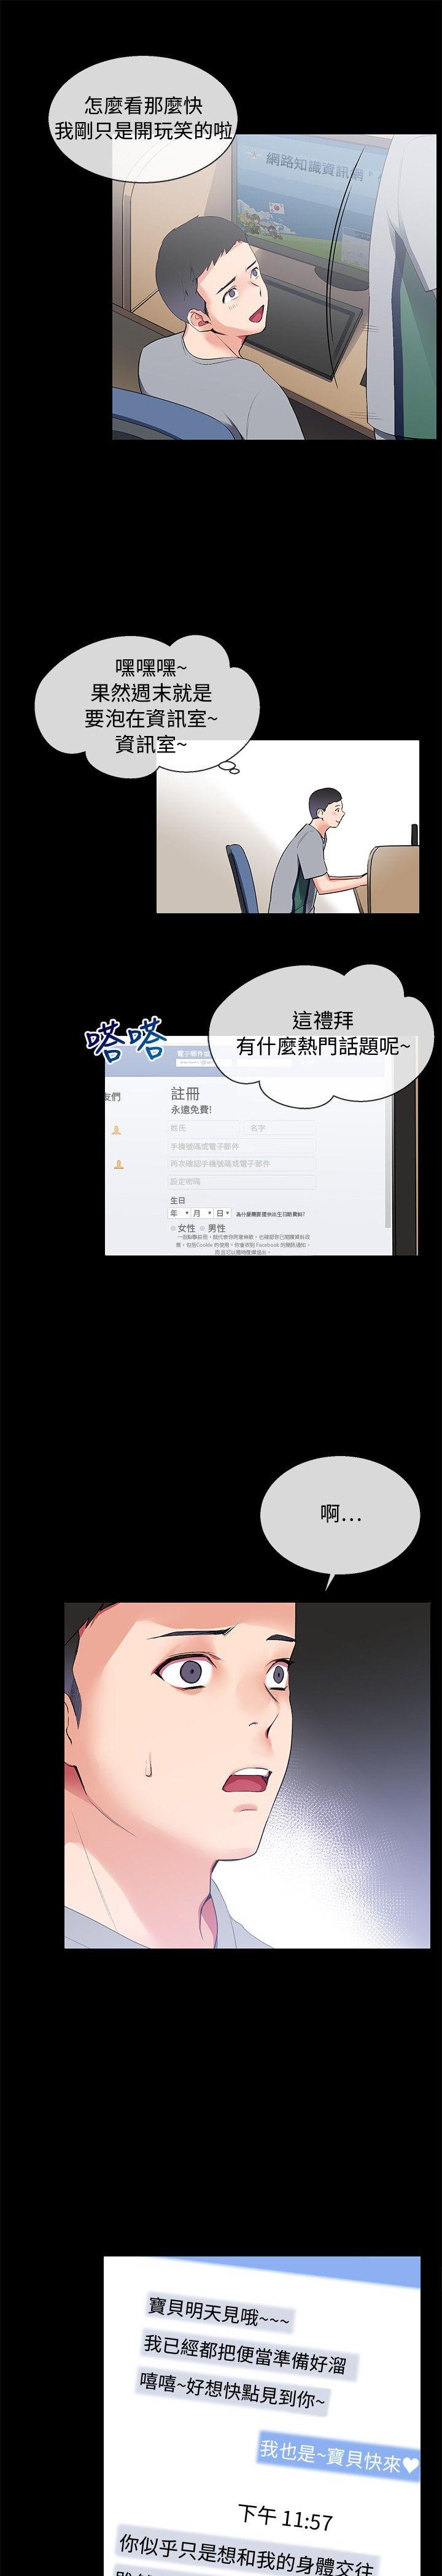 怎麼看那麼快
我剛只是開玩笑的啦
網路知識資訊網
嘿嘿嘿~
果然週末就是
要泡在資訊室~
資訊室~
這禮拜
有什麼熱門話題呢~
嗒嗒
電子郵件或
友們
註冊
永遠免費!
姓氏 名字
手機號碼或電子郵件
再次確認手機號碼或電子郵件
設定密碼
生日
年 月 日 為什麼需要提供出生日期資料?
女性 男性
啊...
寶貝明天見哦~~~
我已經都把便當準備好溜
嘻嘻~好想快點見到你~
我也是~寶貝快來♥
下午 11:57
你似乎只是想和我的身體交往